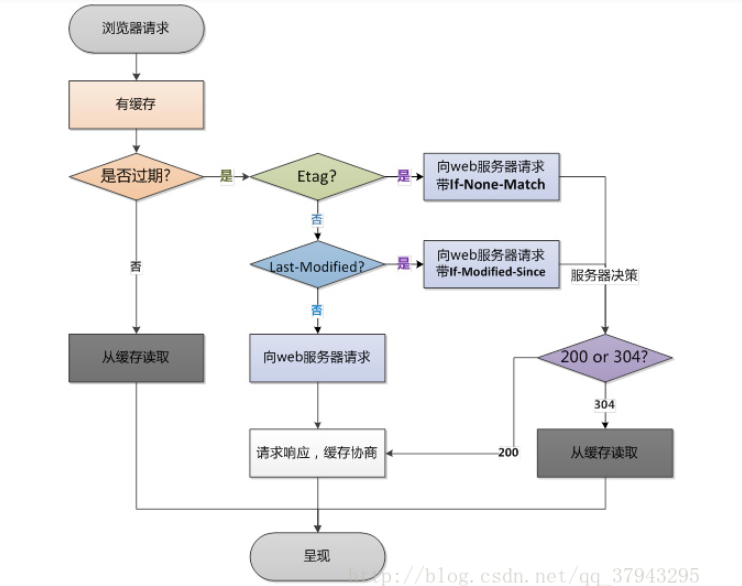 浏览器请求
有缓存
是否过期?
是
Etag?
是
向web服务器请求
带If-None-Match
否
否
Last-Modified?
是
向web服务器请求
带If-Modified-Since
服务器决策
否
从缓存读取
向web服务器请求
200 or 304?
304
请求响应，缓存协商
200
从缓存读取
呈现
http://blog.csdn.net/qq_37943295